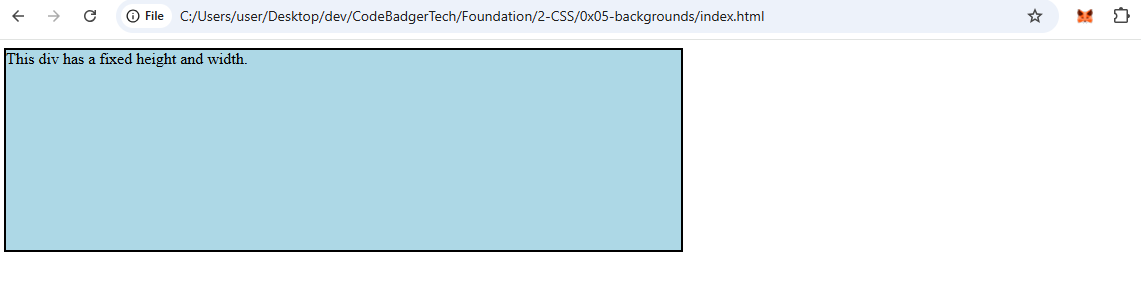 File C:/Users/user/Desktop/dev/CodeBadgerTech/Foundation/2-CSS/0x05-backgrounds/index.html
This div has a fixed height and width.